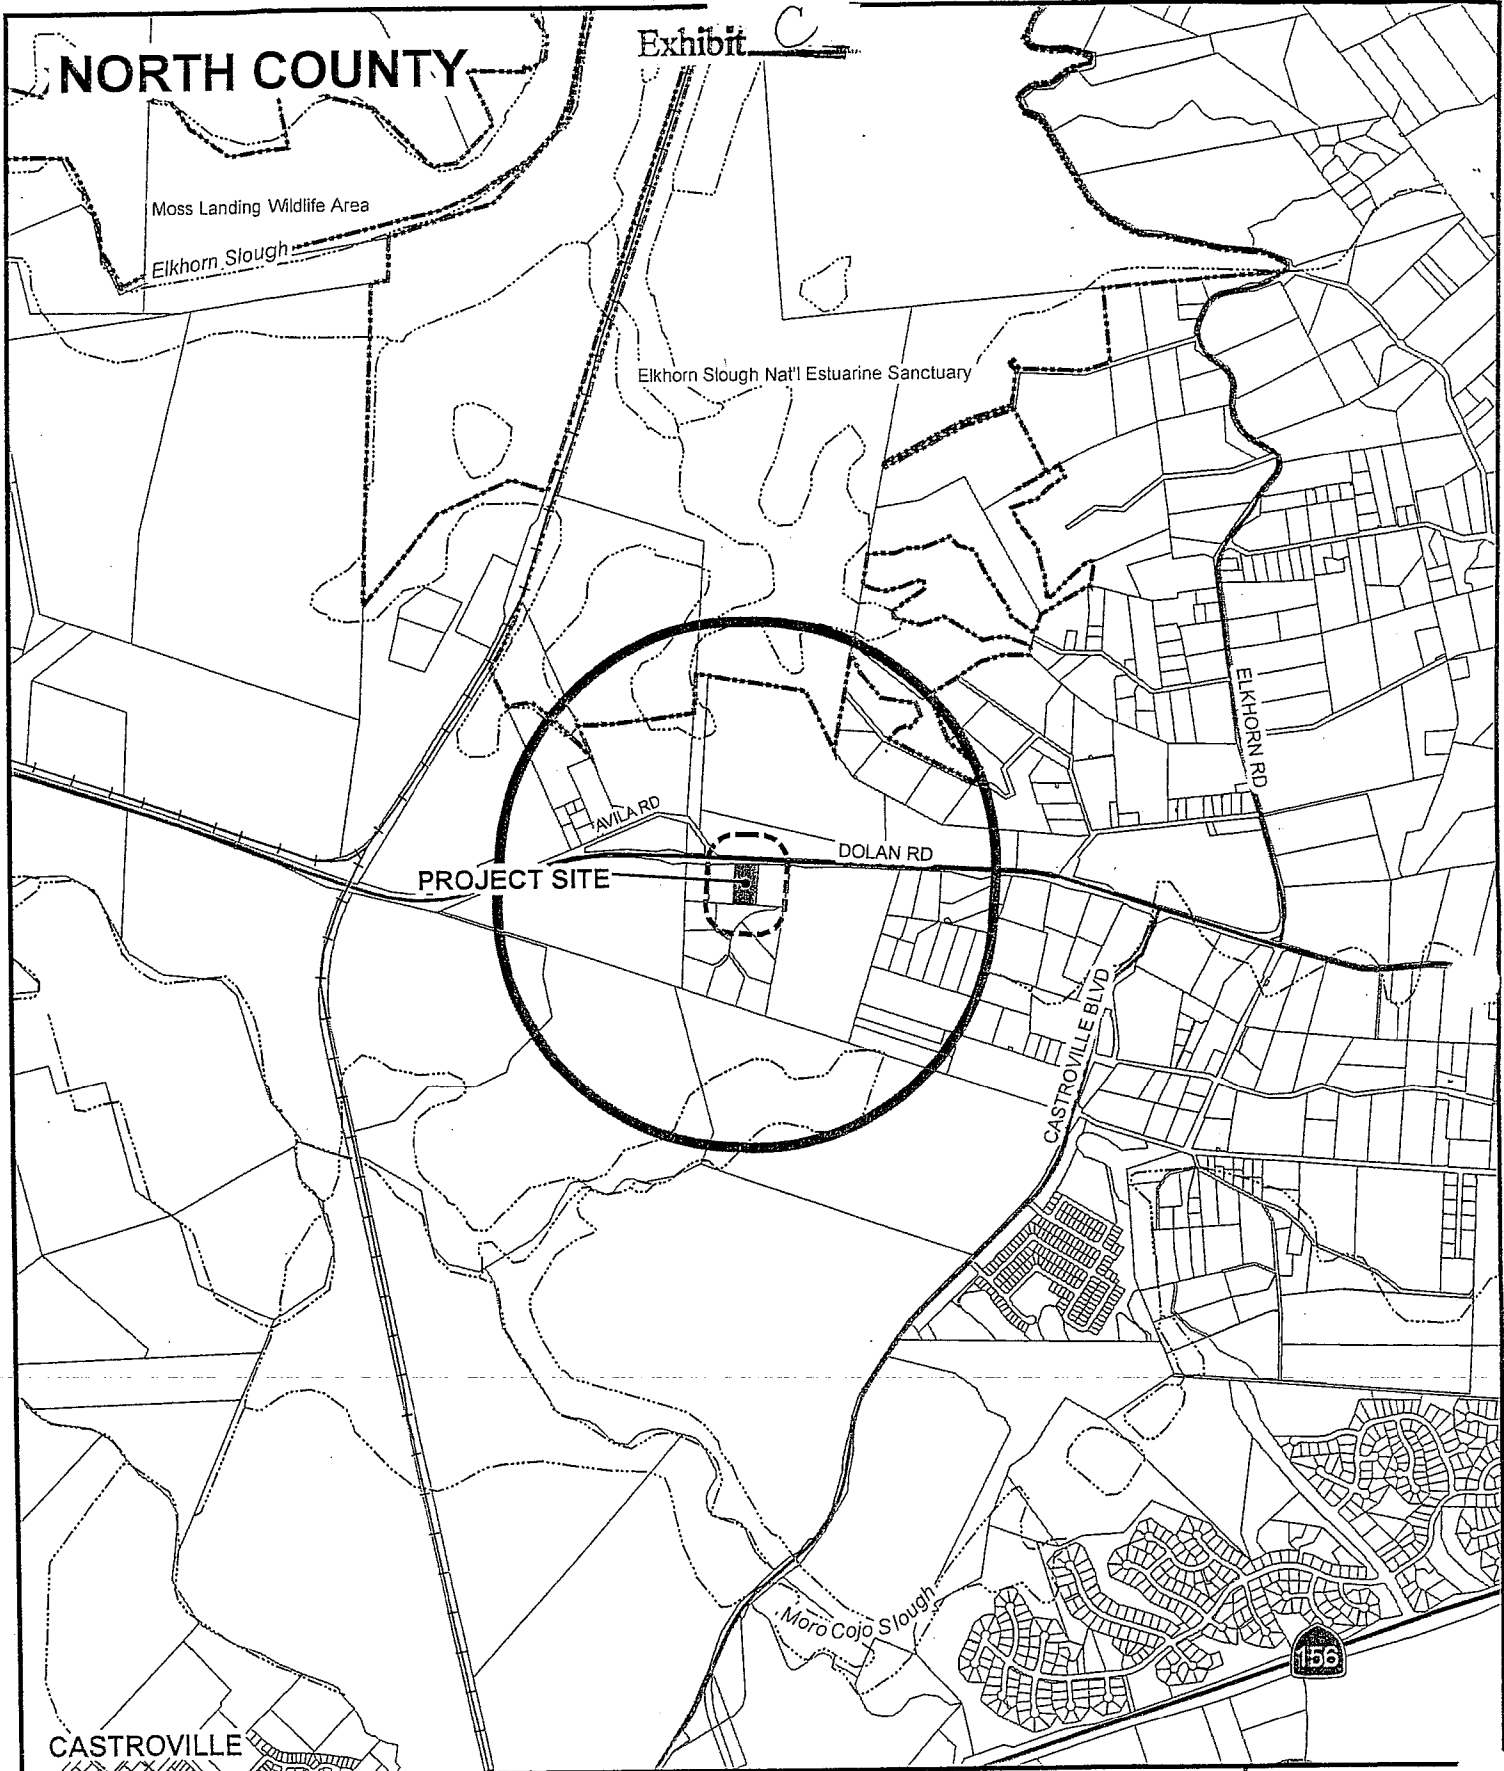 Exhibit C
NORTH COUNTY
Moss Landing Wildlife Area
Elkhorn Slough
Elkhorn Slough Nat'l Estuarine Sanctuary
ELKHORN RD
AVILA RD
DOLAN RD
PROJECT SITE
CASTROVILLE BLVD
Moro Cojo Slough
156
CASTROVILLE